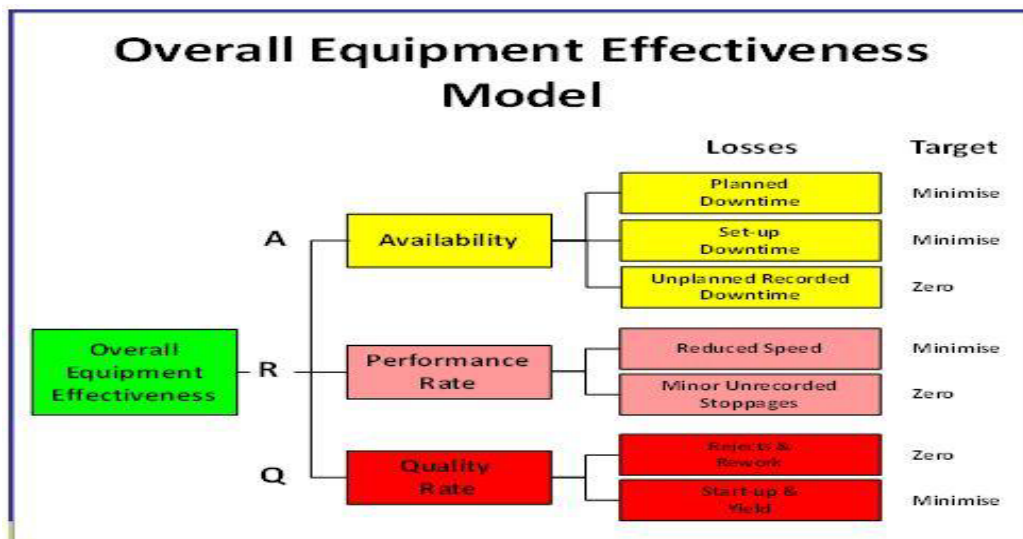 Overall Equipment Effectiveness
Model
Losses
Target
Planned
Downtime
Minimise
A
Availability
Set-up
Downtime
Minimise
Unplanned Recorded
Downtime
Zero
Overall
Equipment
Effectiveness
R
Performance
Rate
Reduced Speed
Minimise
Minor Unrecorded
Stoppages
Zero
Q
Quality
Rate
Rejects &
Rework
Zero
Start-up &
Yield
Minimise